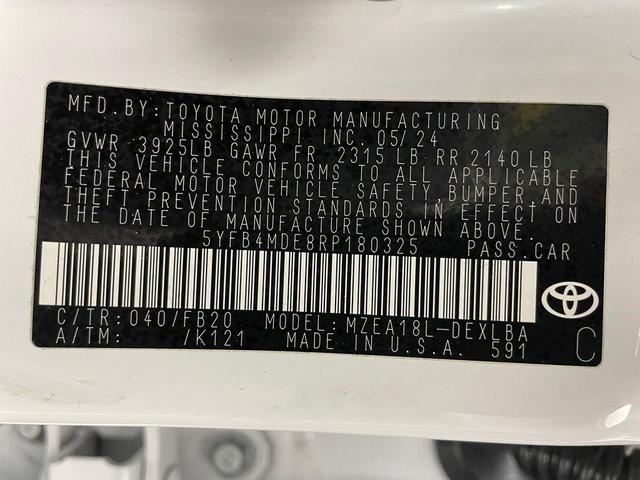 MFD.BY:TOYOTA MOTOR MANUFACTURING
MISSISSIPPI INC.05/24
GVWR 3925LB GAWR FR 2315 LB RR 2140 LB
THIS VEHICLE CONFORMS TO ALL APPLICABLE
FEDERAL MOTOR VEHICLE SAFETY,BUMPER,AND
THEFT PREVENTION STANDARDS IN EFFECT ON
THE DATE OF MANUFACTURE SHOWN ABOVE.
5YFB4MDE8RP180325 PASS.CAR
C/TR:040/FB20 MODEL:MZEA18L-DEXLBA
A/TM: /K121 MADE IN U.S.A. 591 C